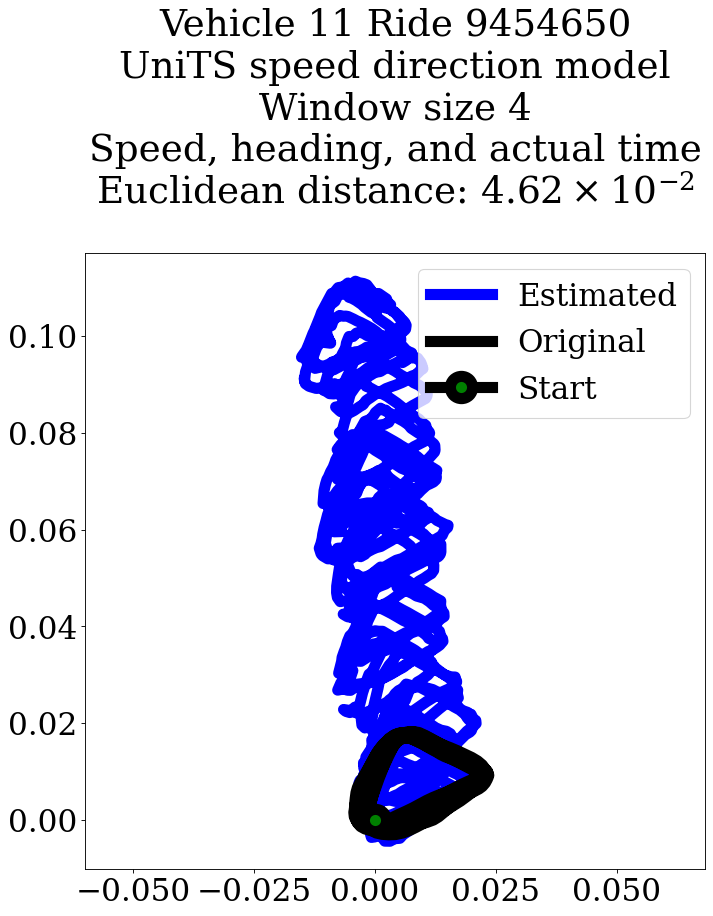 Vehicle 11 Ride 9454650
UniTS speed direction model
Window size 4
Speed, heading, and actual time
Euclidean distance: 4.62 × 10⁻²
Estimated
Original
Start
0.10
0.08
0.06
0.04
0.02
0.00
−0.050 −0.025 0.000 0.025 0.050